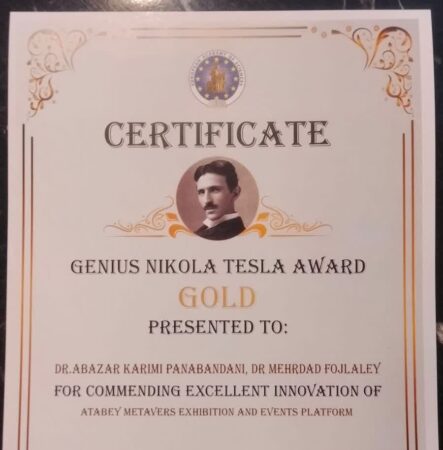 CERTIFICATE
GENIUS NIKOLA TESLA AWARD
GOLD
PRESENTED TO:
DR.ABAZAR KARIMI PANABANDANI, DR MEHRDAD FOJLALEY
FOR COMMENDING EXCELLENT INNOVATION OF
ATABEY METAVERS EXHIBITION AND EVENTS PLATFORM